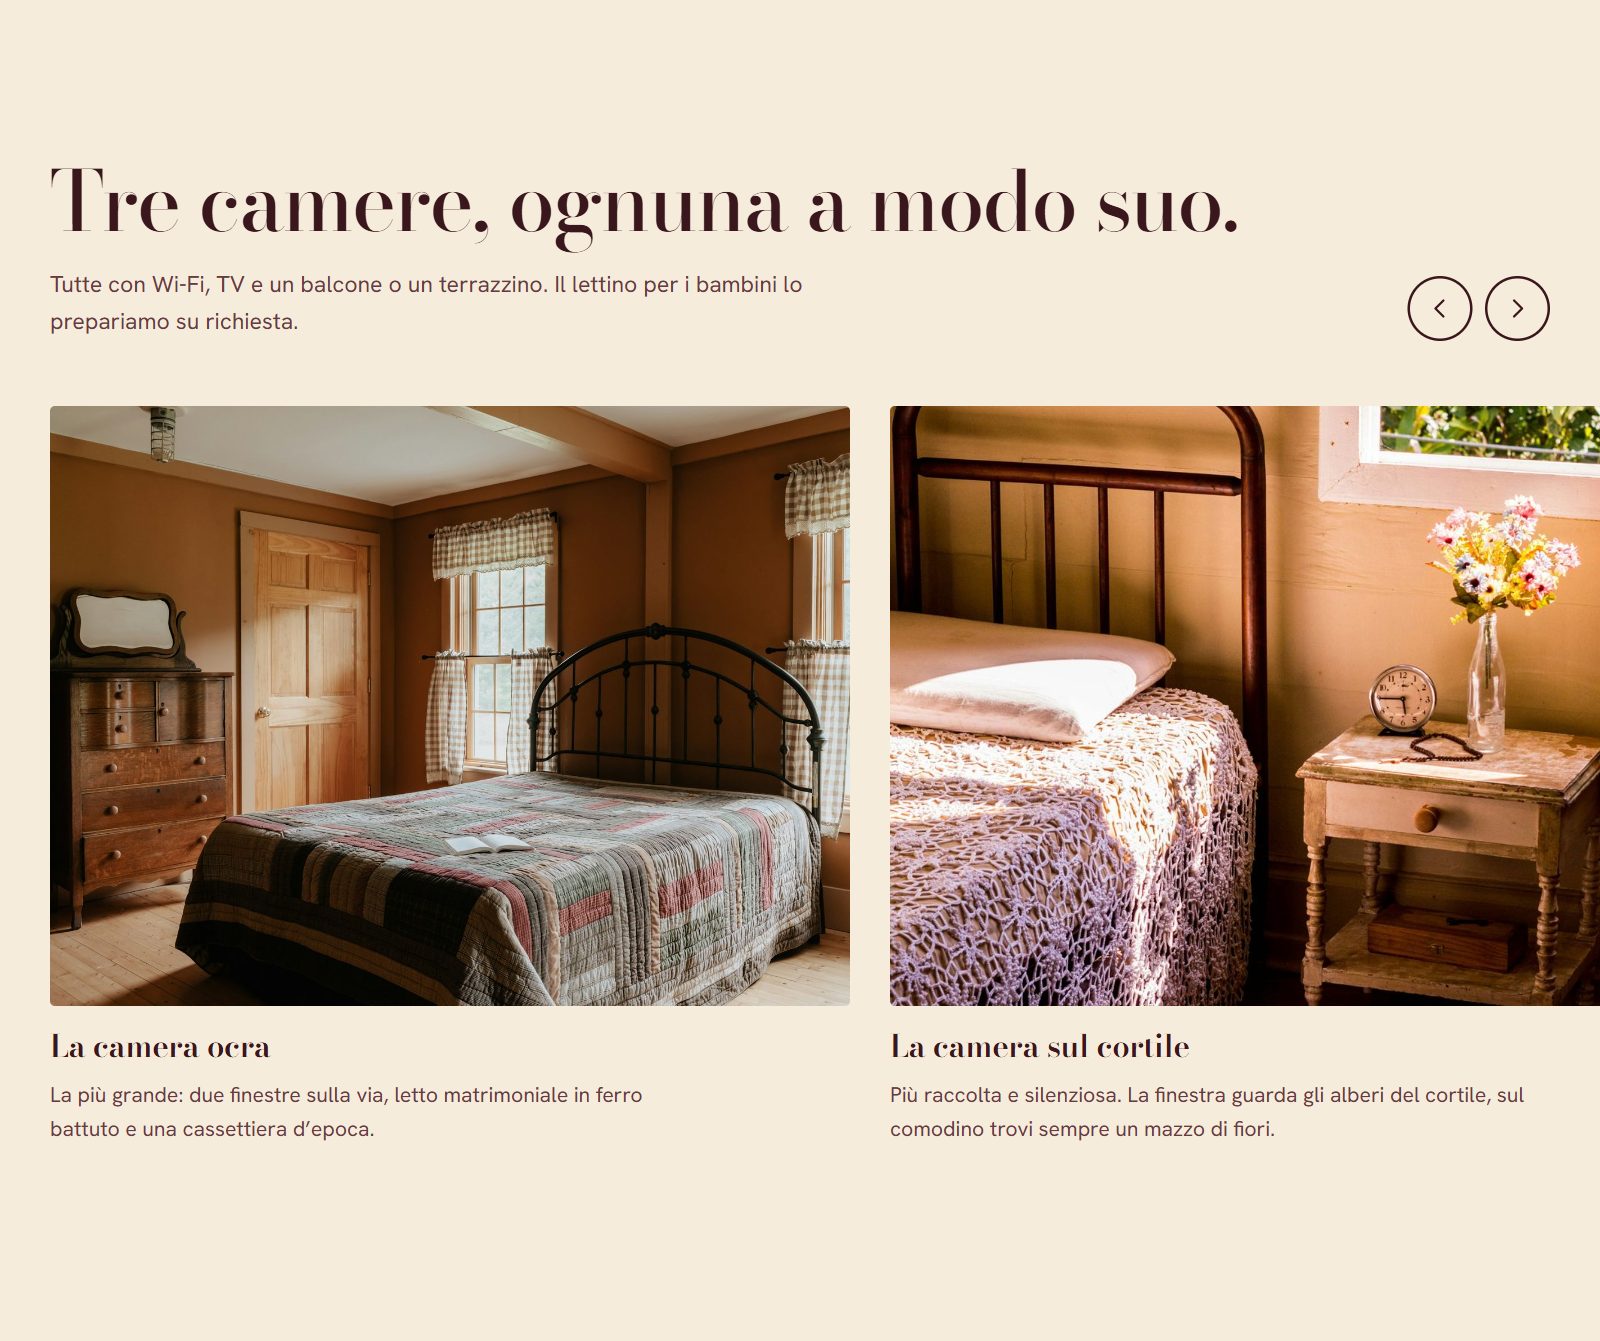 Tre camere, ognuna a modo suo.
Tutte con Wi-Fi, TV e un balcone o un terrazzino. Il lettino per i bambini lo
prepariamo su richiesta.
La camera ocra
La più grande: due finestre sulla via, letto matrimoniale in ferro
battuto e una cassettiera d’epoca.
La camera sul cortile
Più raccolta e silenziosa. La finestra guarda gli alberi del cortile, sul
comodino trovi sempre un mazzo di fiori.